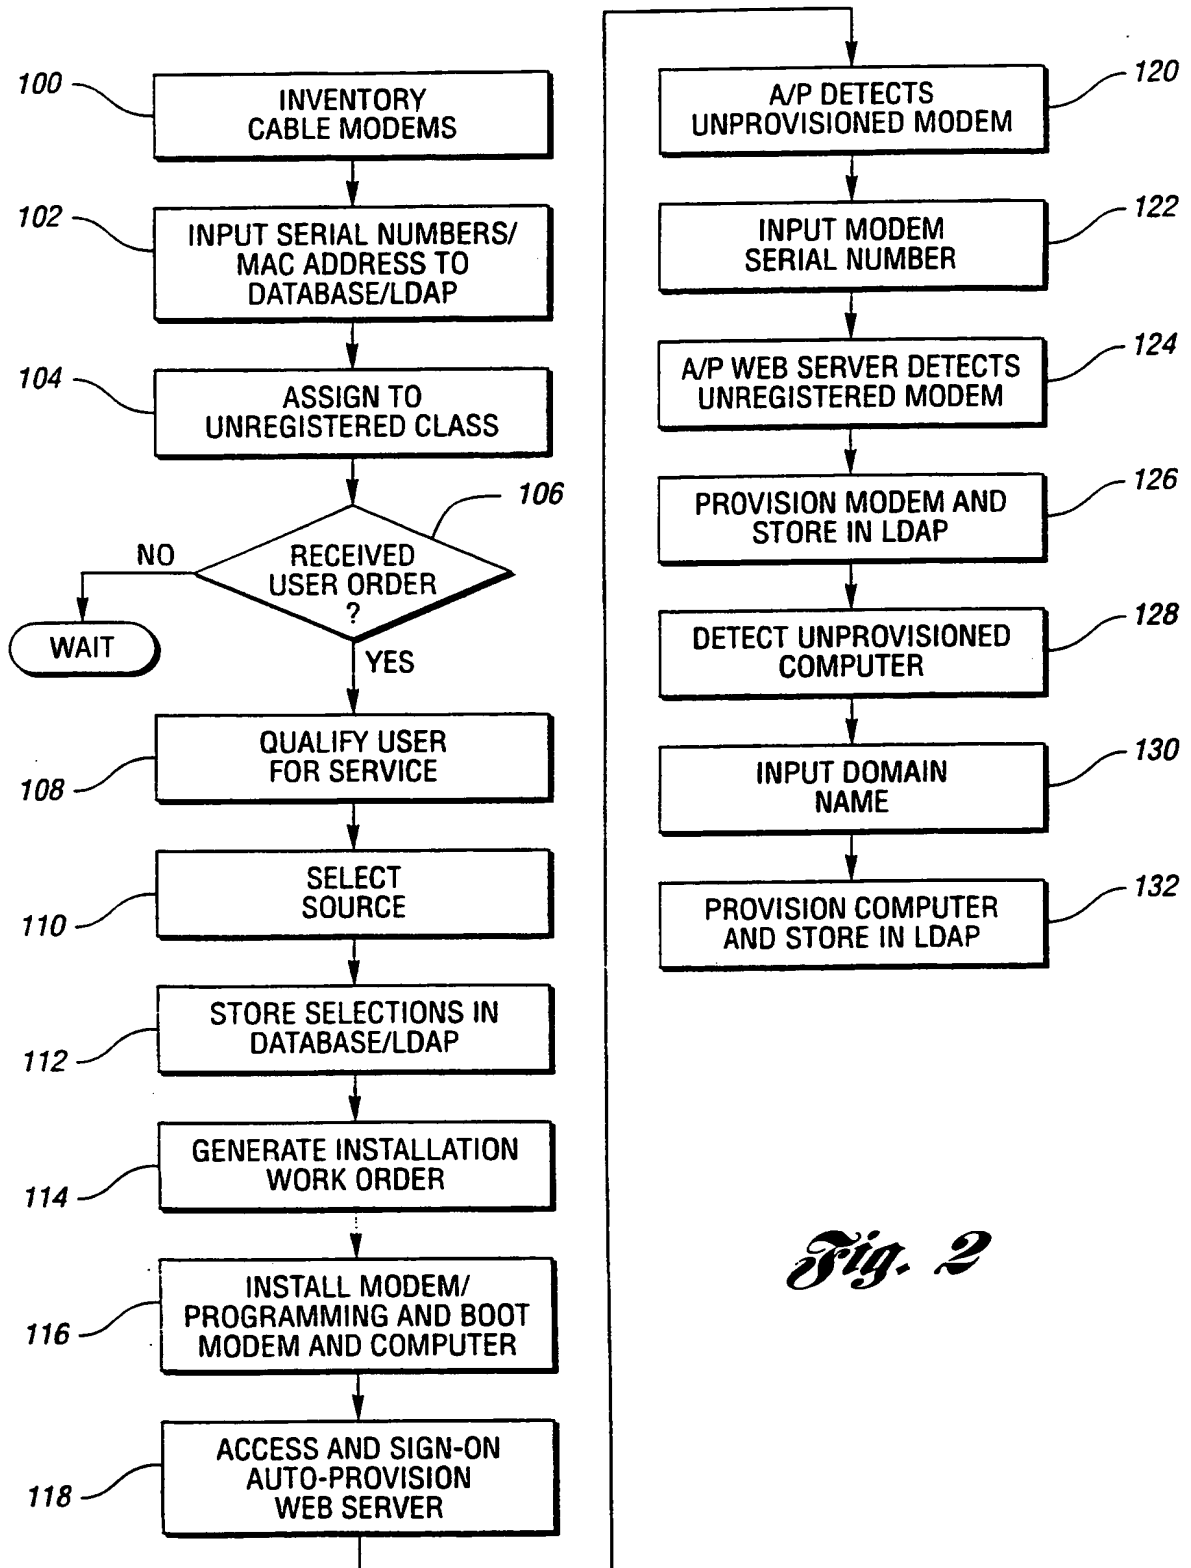 100
INVENTORY
CABLE MODEMS
102
INPUT SERIAL NUMBERS/
MAC ADDRESS TO
DATABASE/LDAP
104
ASSIGN TO
UNREGISTERED CLASS
106
RECEIVED
USER ORDER
?
NO
WAIT
YES
108
QUALIFY USER
FOR SERVICE
110
SELECT
SOURCE
112
STORE SELECTIONS IN
DATABASE/LDAP
114
GENERATE INSTALLATION
WORK ORDER
116
INSTALL MODEM/
PROGRAMMING AND BOOT
MODEM AND COMPUTER
118
ACCESS AND SIGN-ON
AUTO-PROVISION
WEB SERVER
120
A/P DETECTS
UNPROVISIONED MODEM
122
INPUT MODEM
SERIAL NUMBER
124
A/P WEB SERVER DETECTS
UNREGISTERED MODEM
126
PROVISION MODEM AND
STORE IN LDAP
128
DETECT UNPROVISIONED
COMPUTER
130
INPUT DOMAIN
NAME
132
PROVISION COMPUTER
AND STORE IN LDAP
Fig. 2